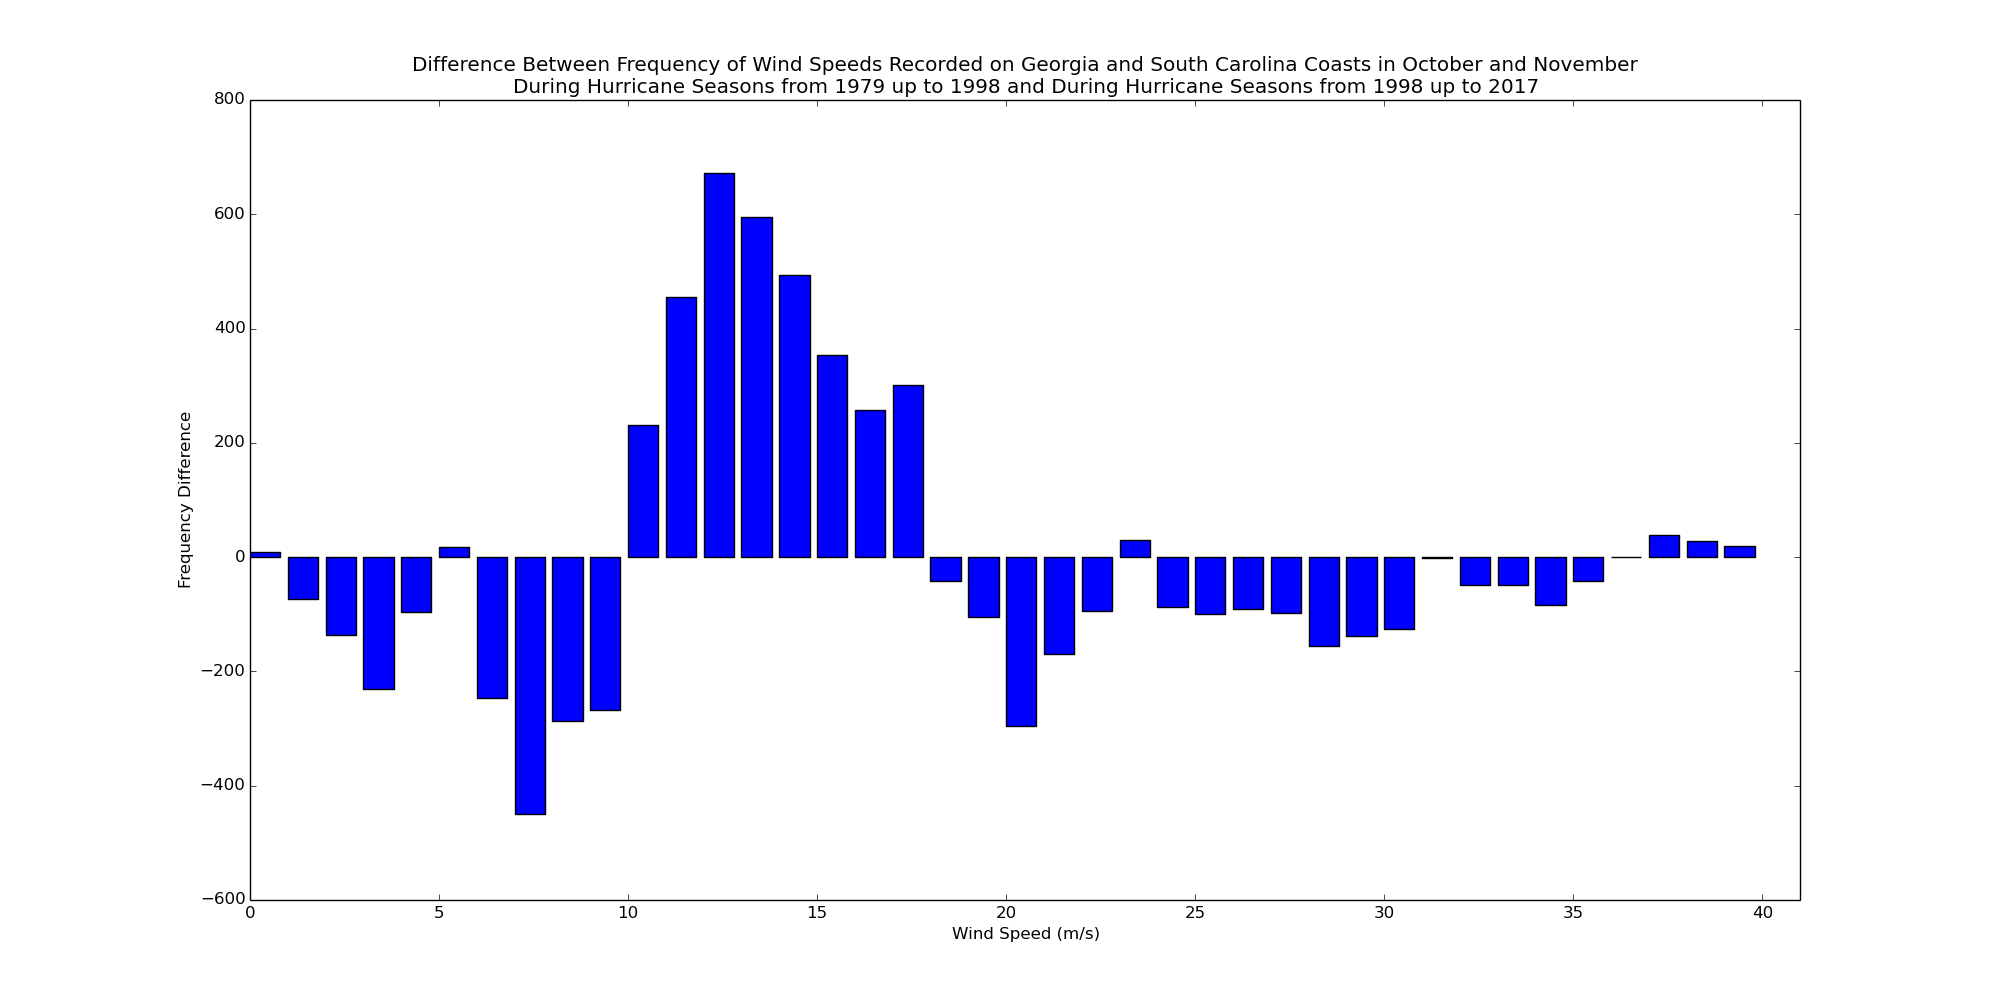 Difference Between Frequency of Wind Speeds Recorded on Georgia and South Carolina Coasts in October and November
During Hurricane Seasons from 1979 up to 1998 and During Hurricane Seasons from 1998 up to 2017
800
600
400
200
0
−200
−400
−600
Frequency Difference
0 5 10 15 20 25 30 35 40
Wind Speed (m/s)